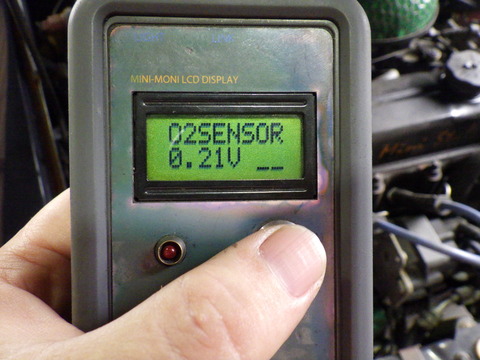 MINI-MONI LCD DISPLAY
O2SENSOR
0.21V __